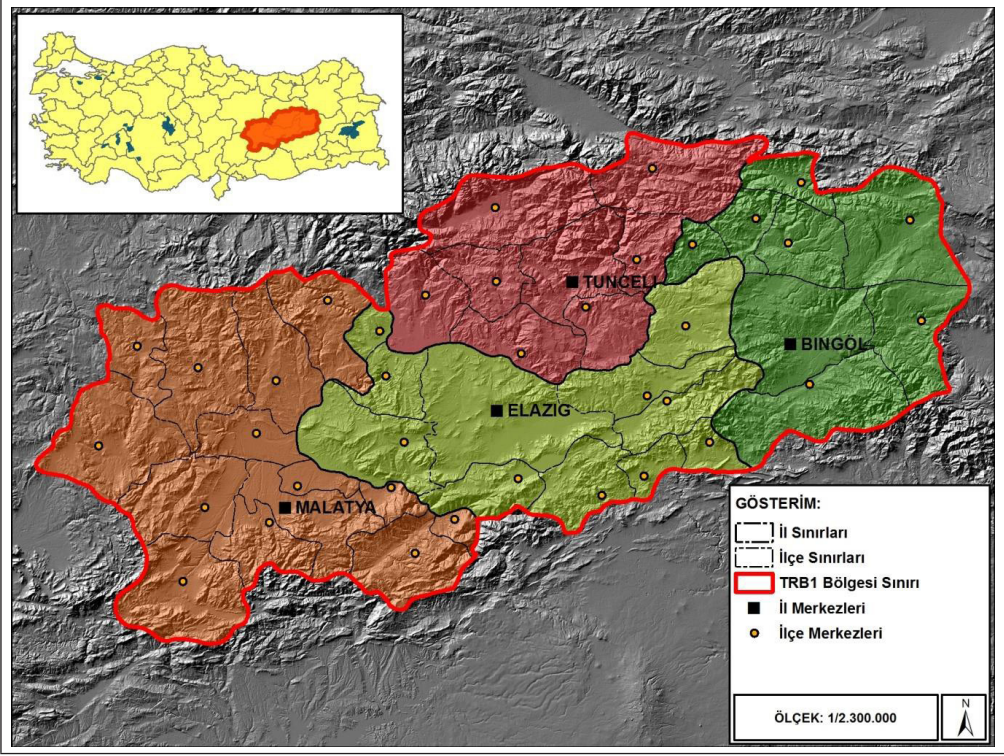 TUNCELİ
BİNGÖL
ELAZIG
MALATYA
GÖSTERİM:
İl Sınırları
İlçe Sınırları
TRB1 Bölgesi Sınırı
İl Merkezleri
İlçe Merkezleri
ÖLÇEK: 1/2.300.000
N